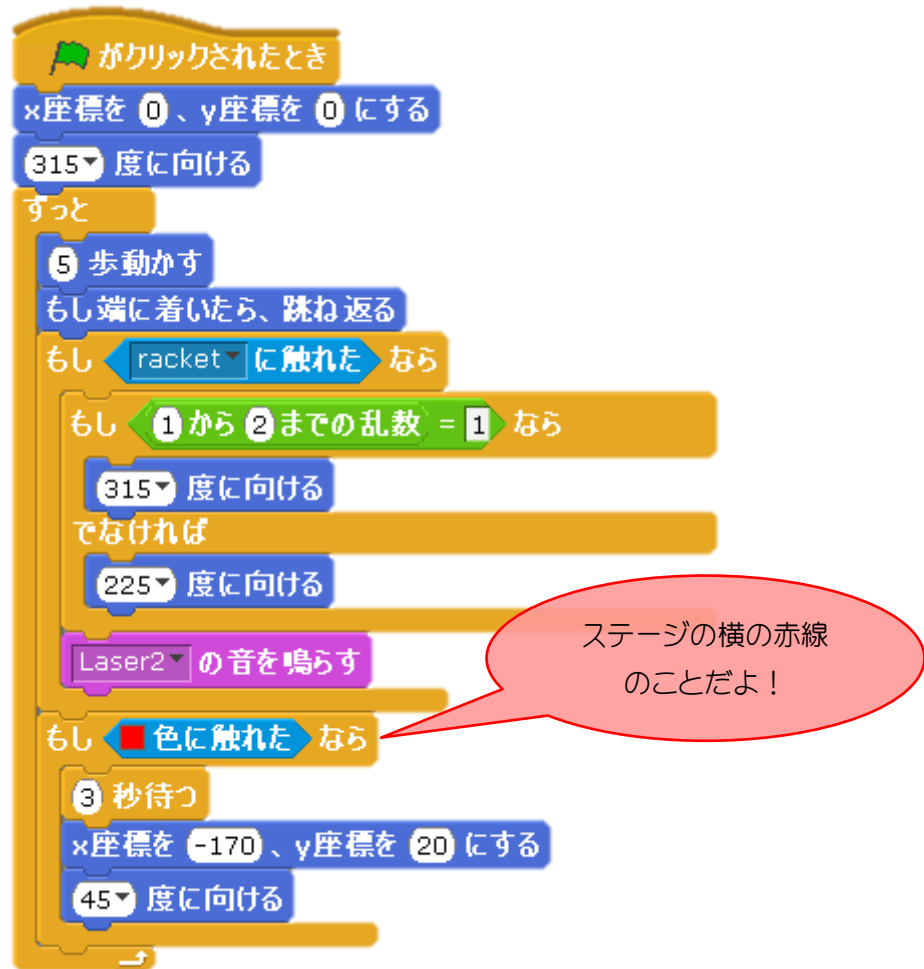 がクリックされたとき
x座標を 0 、y座標を 0 にする
315 度に向ける
ずっと
5 歩動かす
もし端に着いたら、跳ね返る
もし racket に触れた なら
もし 1 から 2 までの乱数 = 1 なら
315 度に向ける
でなければ
225 度に向ける
Laser2 の音を鳴らす
もし 色に触れた なら
ステージの横の赤線
のことだよ!
3 秒待つ
x座標を -170 、y座標を 20 にする
45 度に向ける